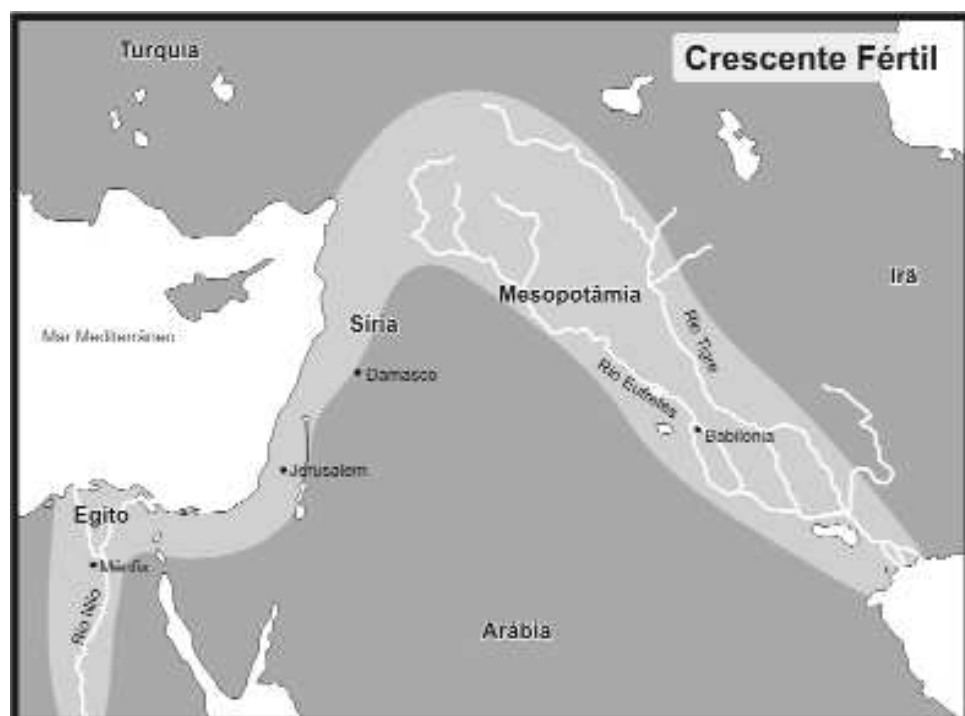 Turquia
Crescente Fértil
Irã
Mesopotâmia
Síria
Mar Mediterrâneo
Rio Tigre
Damasco
Rio Eufrates
Babilônia
Jerusalem
Egito
Mênfis
Rio Nilo
Arábia